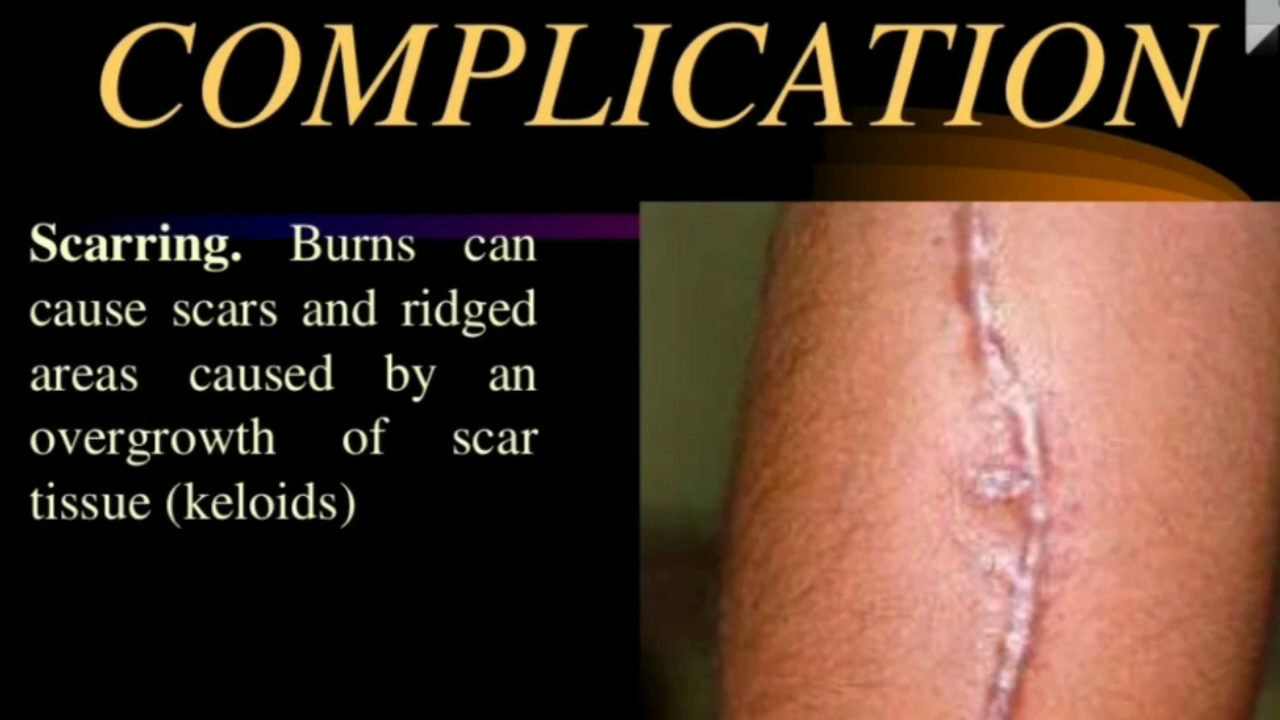 COMPLICATION
Scarring. Burns can
cause scars and ridged
areas caused by an
overgrowth of scar
tissue (keloids)